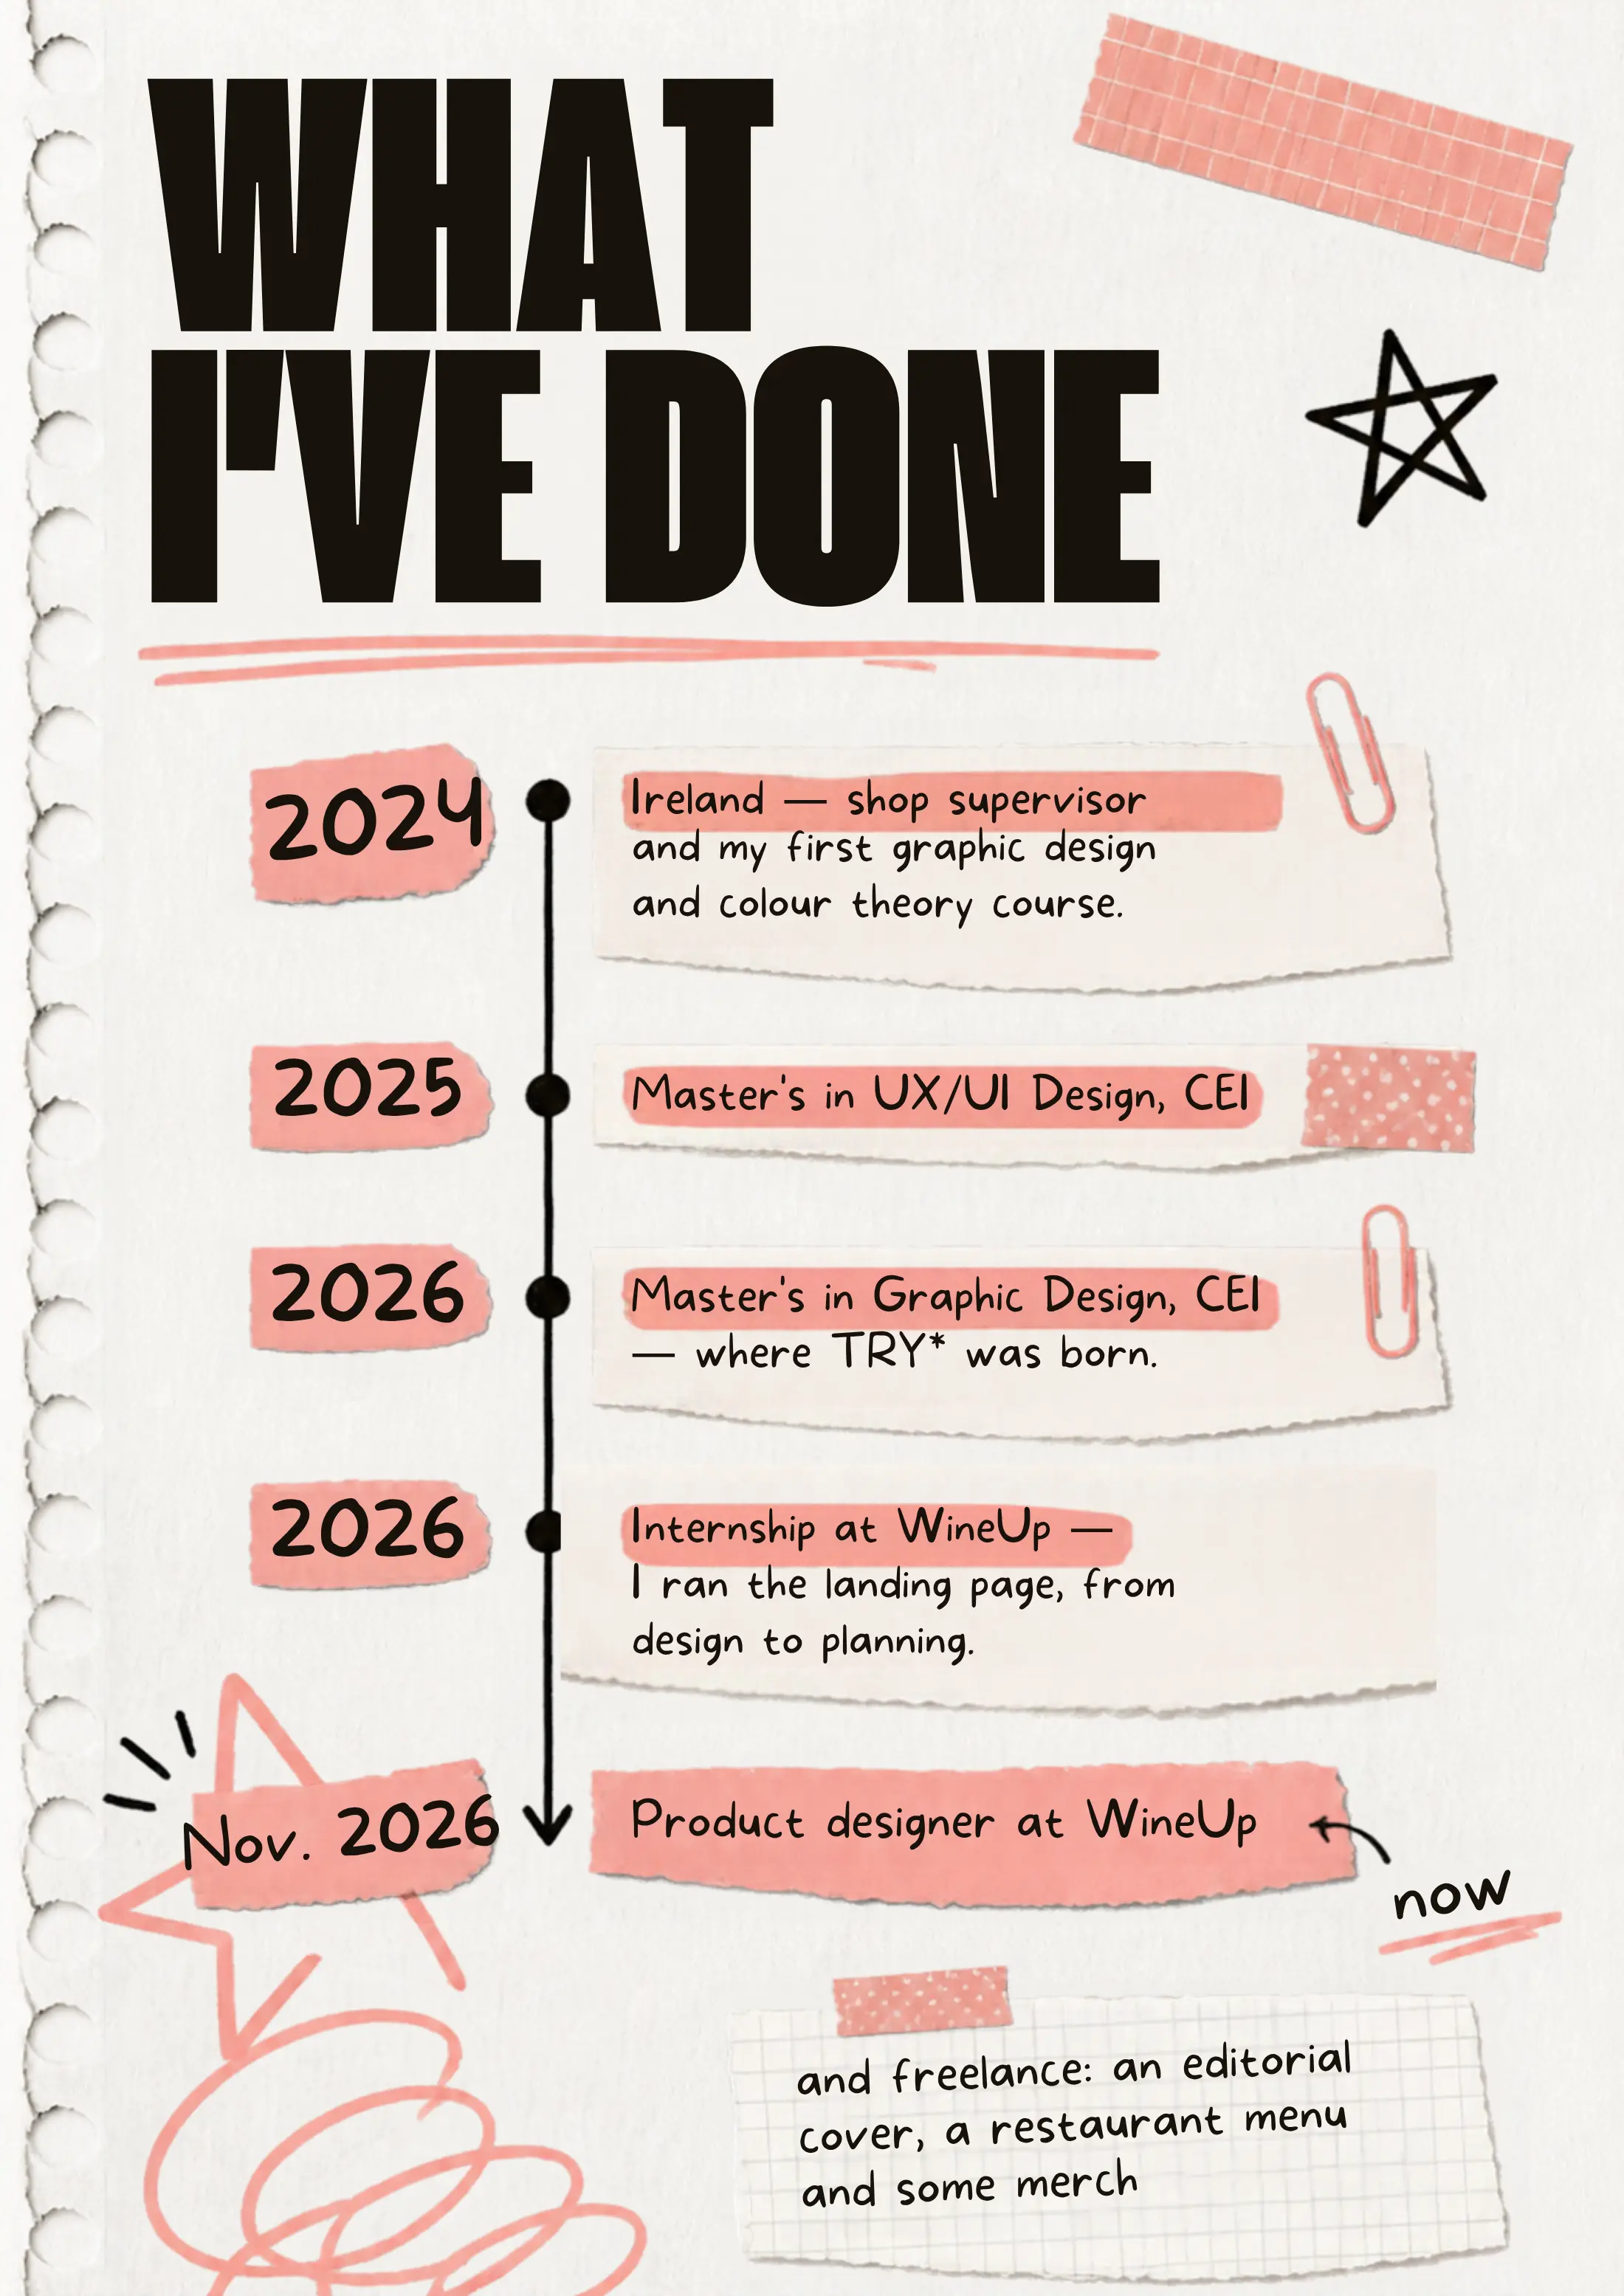 WHAT
I'VE DONE
2024
Ireland — shop supervisor
and my first graphic design
and colour theory course.
2025
Master's in UX/UI Design, CEI
2026
Master's in Graphic Design, CEI
— where TRY* was born.
2026
Internship at WineUp —
I ran the landing page, from
design to planning.
Nov. 2026
Product designer at WineUp
now
and freelance: an editorial
cover, a restaurant menu
and some merch